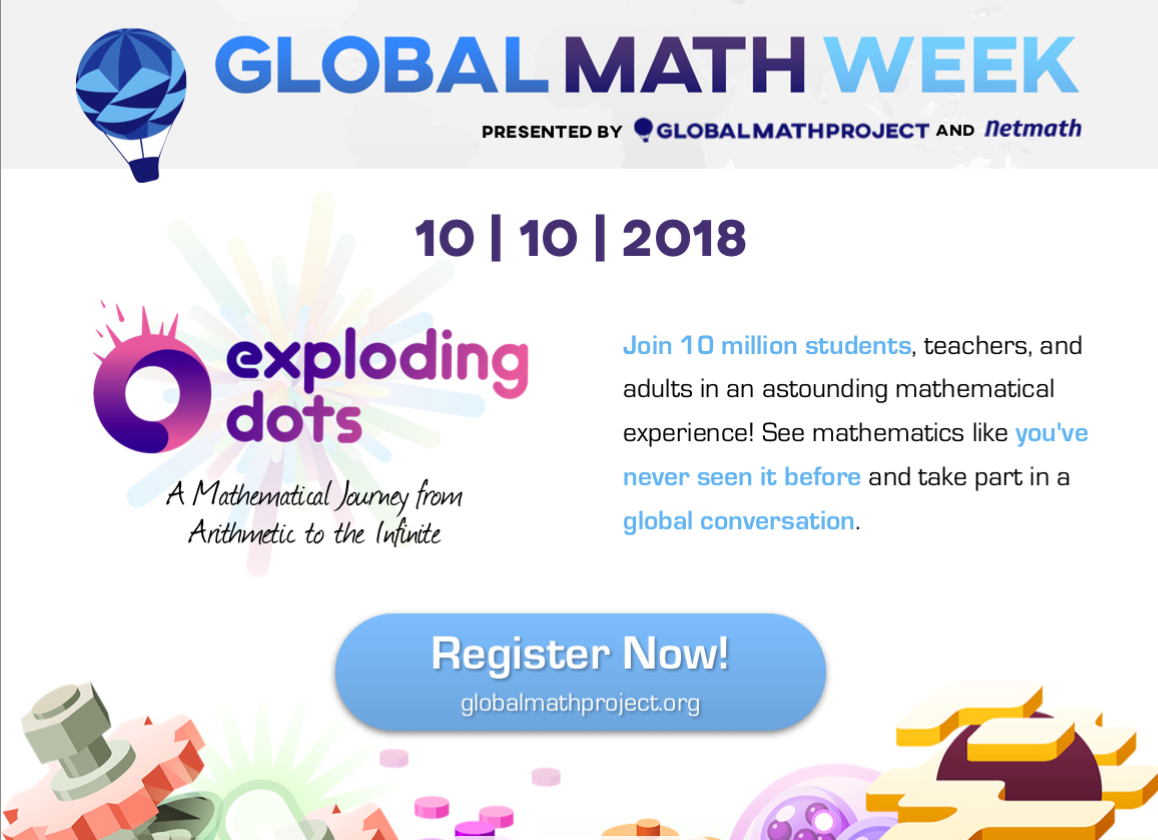 GLOBAL MATH WEEK
PRESENTED BY GLOBALMATHPROJECT AND Netmath
10 | 10 | 2018
exploding
dots
A Mathematical Journey from
Arithmetic to the Infinite
Join 10 million students, teachers, and
adults in an astounding mathematical
experience! See mathematics like you've
never seen it before and take part in a
global conversation.
Register Now!
globalmathproject.org